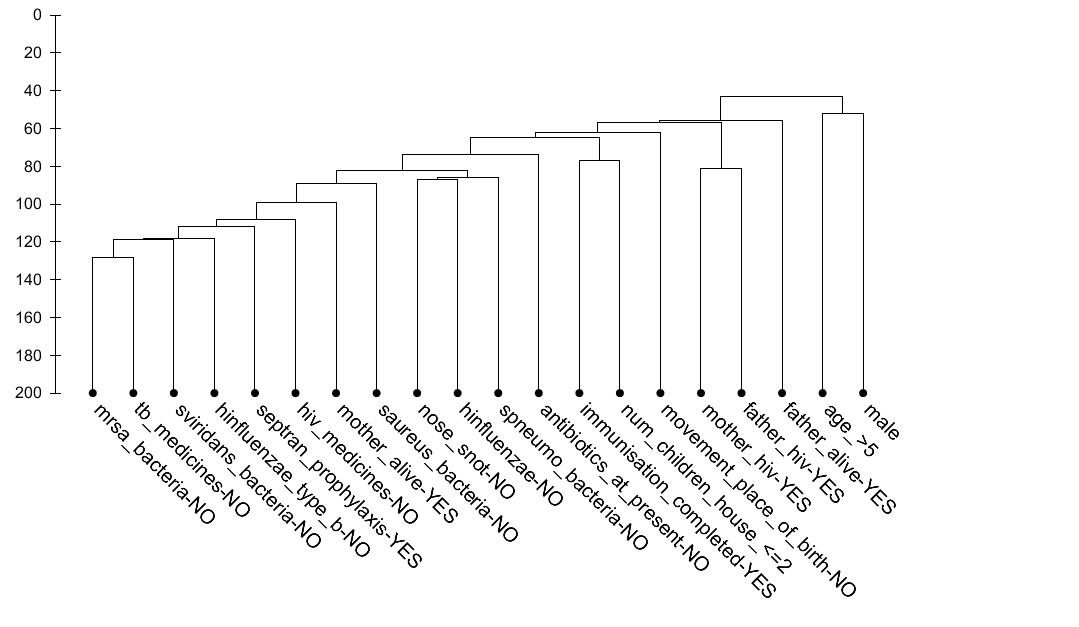 0
20
40
60
80
100
120
140
160
180
200
mrsa_bacteria-NO
tb_medicines-NO
sviridans_bacteria-NO
hinfluenzae_type_b-NO
septran_prophylaxis-YES
hiv_medicines-NO
mother_alive-YES
saureus_bacteria-NO
nose_snot-NO
hinfluenzae-NO
spneumo_bacteria-NO
antibiotics_at_present-NO
immunisation_completed-YES
num_children_house_<=2
movement_place_of_birth-NO
mother_hiv-YES
father_hiv-YES
father_alive-YES
age_>5
male